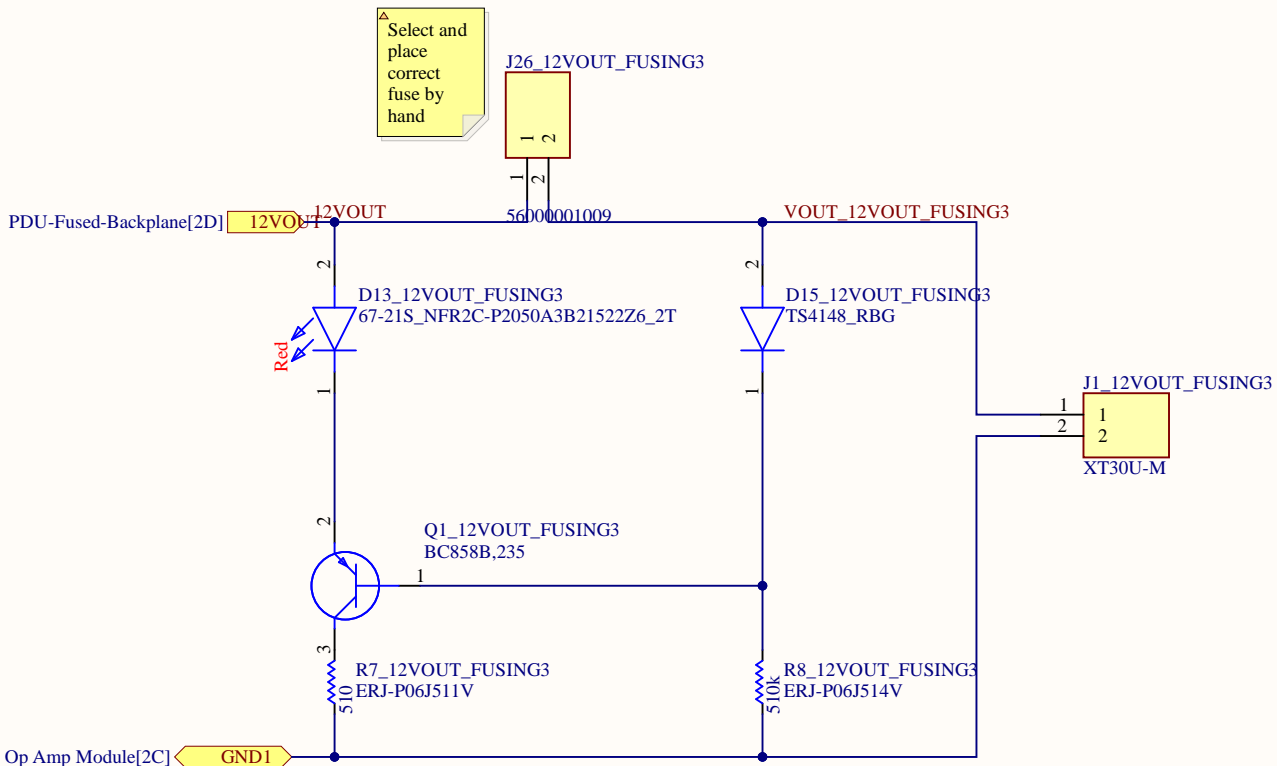 Select and
place
correct
fuse by
hand
J26_12VOUT_FUSING3
1
2
1
2
56000001009
PDU-Fused-Backplane[2D]
12VOUT
12VOUT
VOUT_12VOUT_FUSING3
2
D13_12VOUT_FUSING3
67-21S_NFR2C-P2050A3B21522Z6_2T
Red
1
2
D15_12VOUT_FUSING3
TS4148_RBG
1
J1_12VOUT_FUSING3
1
1
2
2
XT30U-M
2
Q1_12VOUT_FUSING3
BC858B,235
1
3
R7_12VOUT_FUSING3
ERJ-P06J511V
510
R8_12VOUT_FUSING3
ERJ-P06J514V
510k
Op Amp Module[2C]
GND1